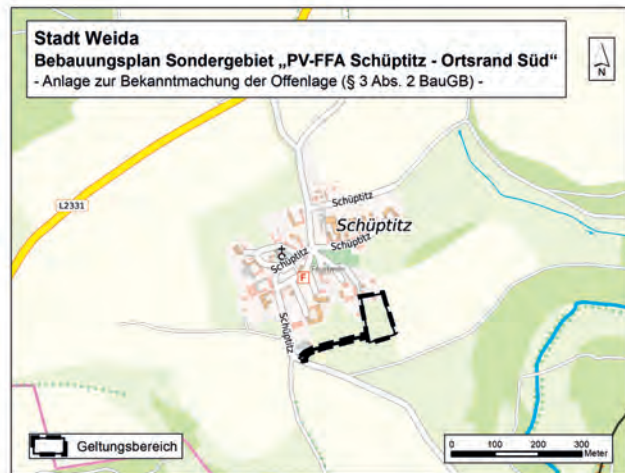 Stadt Weida
Bebauungsplan Sondergebiet „PV-FFA Schüptitz - Ortsrand Süd“
- Anlage zur Bekanntmachung der Offenlage (§ 3 Abs. 2 BauGB) -
N
L2331
Schüptitz
Schüptitz
Schüptitz
Schüptitz
F
Schüptitz
Geltungsbereich
0 100 200 300
Meter